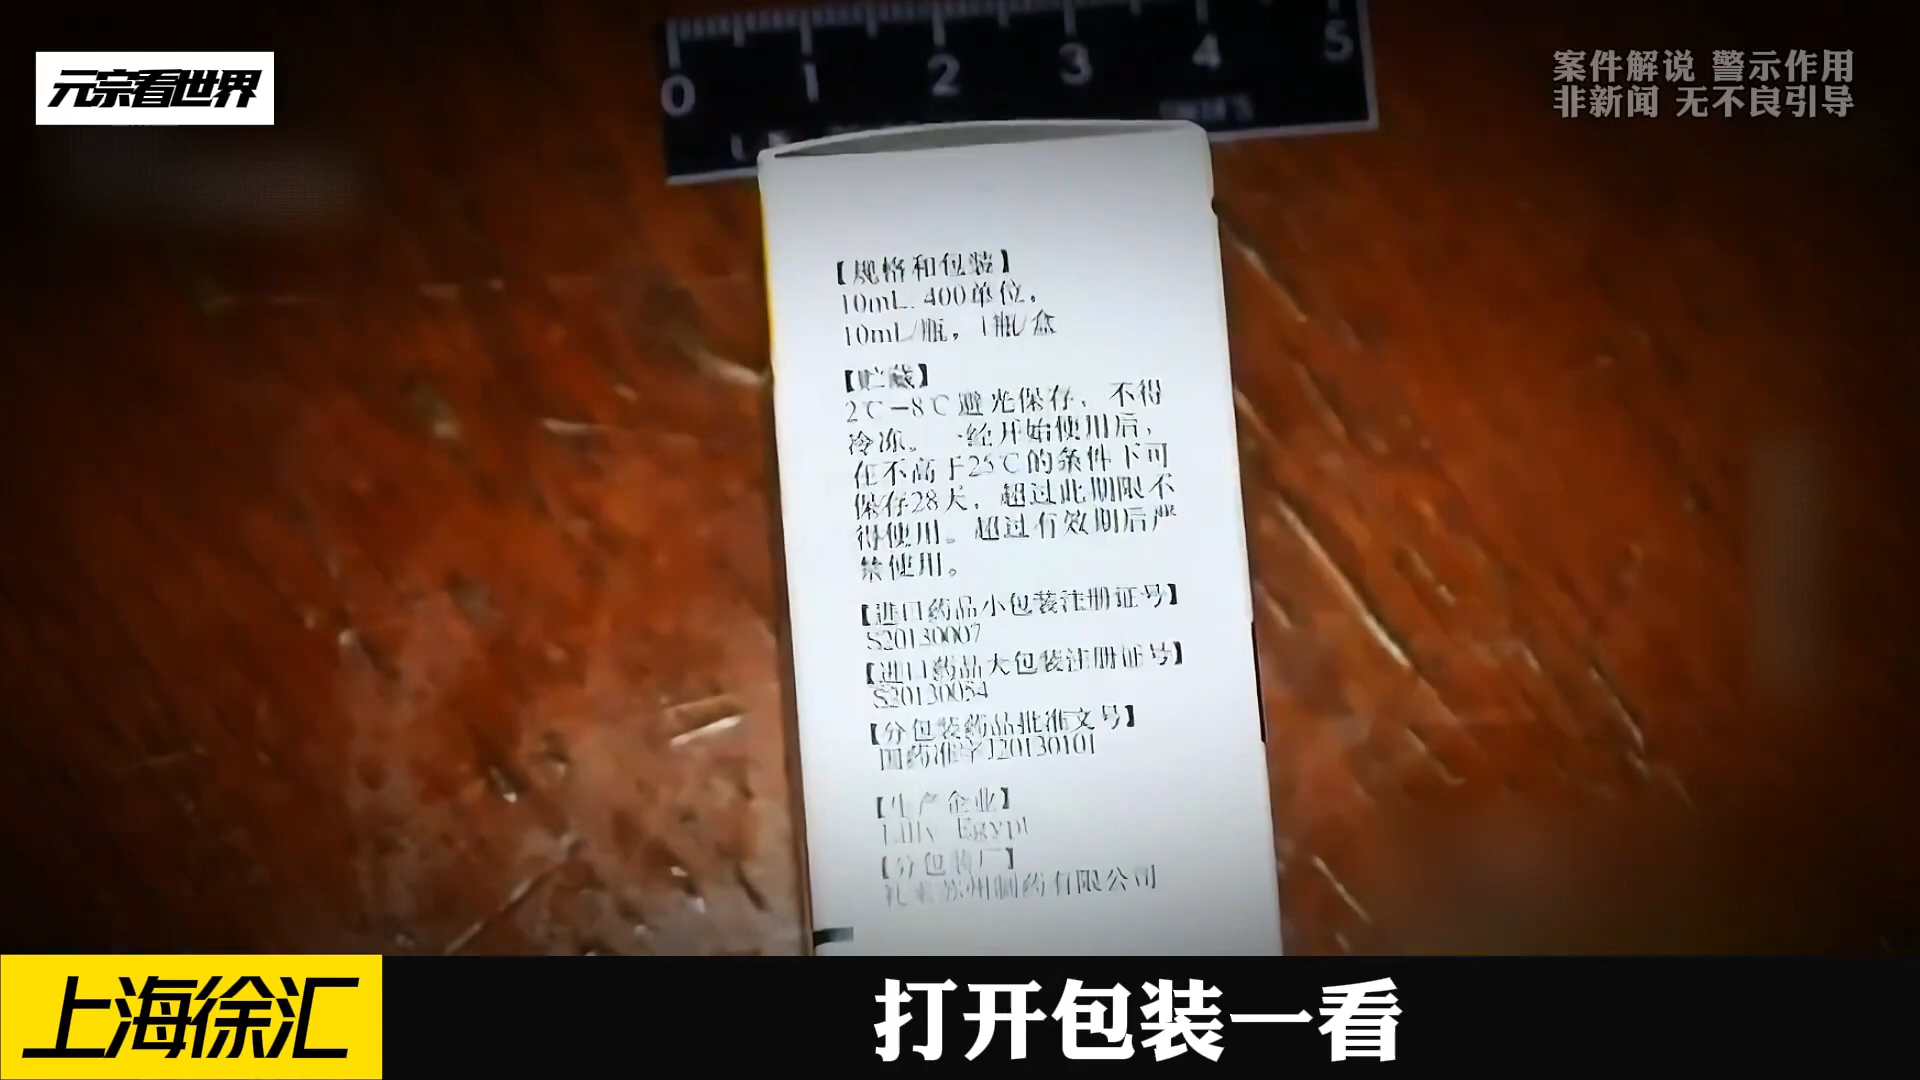 元宗看世界
案件解说 警示作用
非新闻 无不良引导
0 1 2 3 4 5
【规格和包装】
10mL:400单位。
10mL/瓶，1瓶/盒
【贮藏】
2℃-8℃避光保存，不得
冷冻。一经开始使用后，
在不高于25℃的条件下可
保存28天，超过此期限不
得使用。超过有效期后严
禁使用。
【进口药品小包装注册证号】
S20130007
【进口药品大包装注册证号】
S20130054
【分包装药品批准文号】
国药准字J20130101
【生产企业】
Lilly Egypt
【分包装厂】
礼来苏州制药有限公司
上海徐汇
打开包装一看